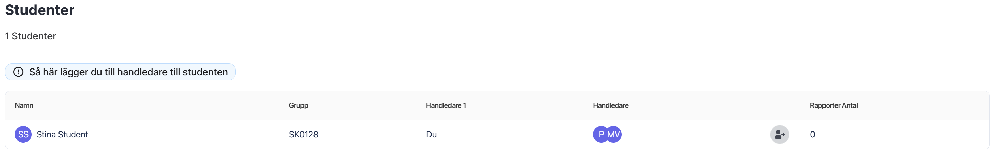 Studenter
1 Studenter
Så här lägger du till handledare till studenten
Namn Grupp Handledare 1 Handledare Rapporter Antal
SS Stina Student SK0128 Du P MV 0